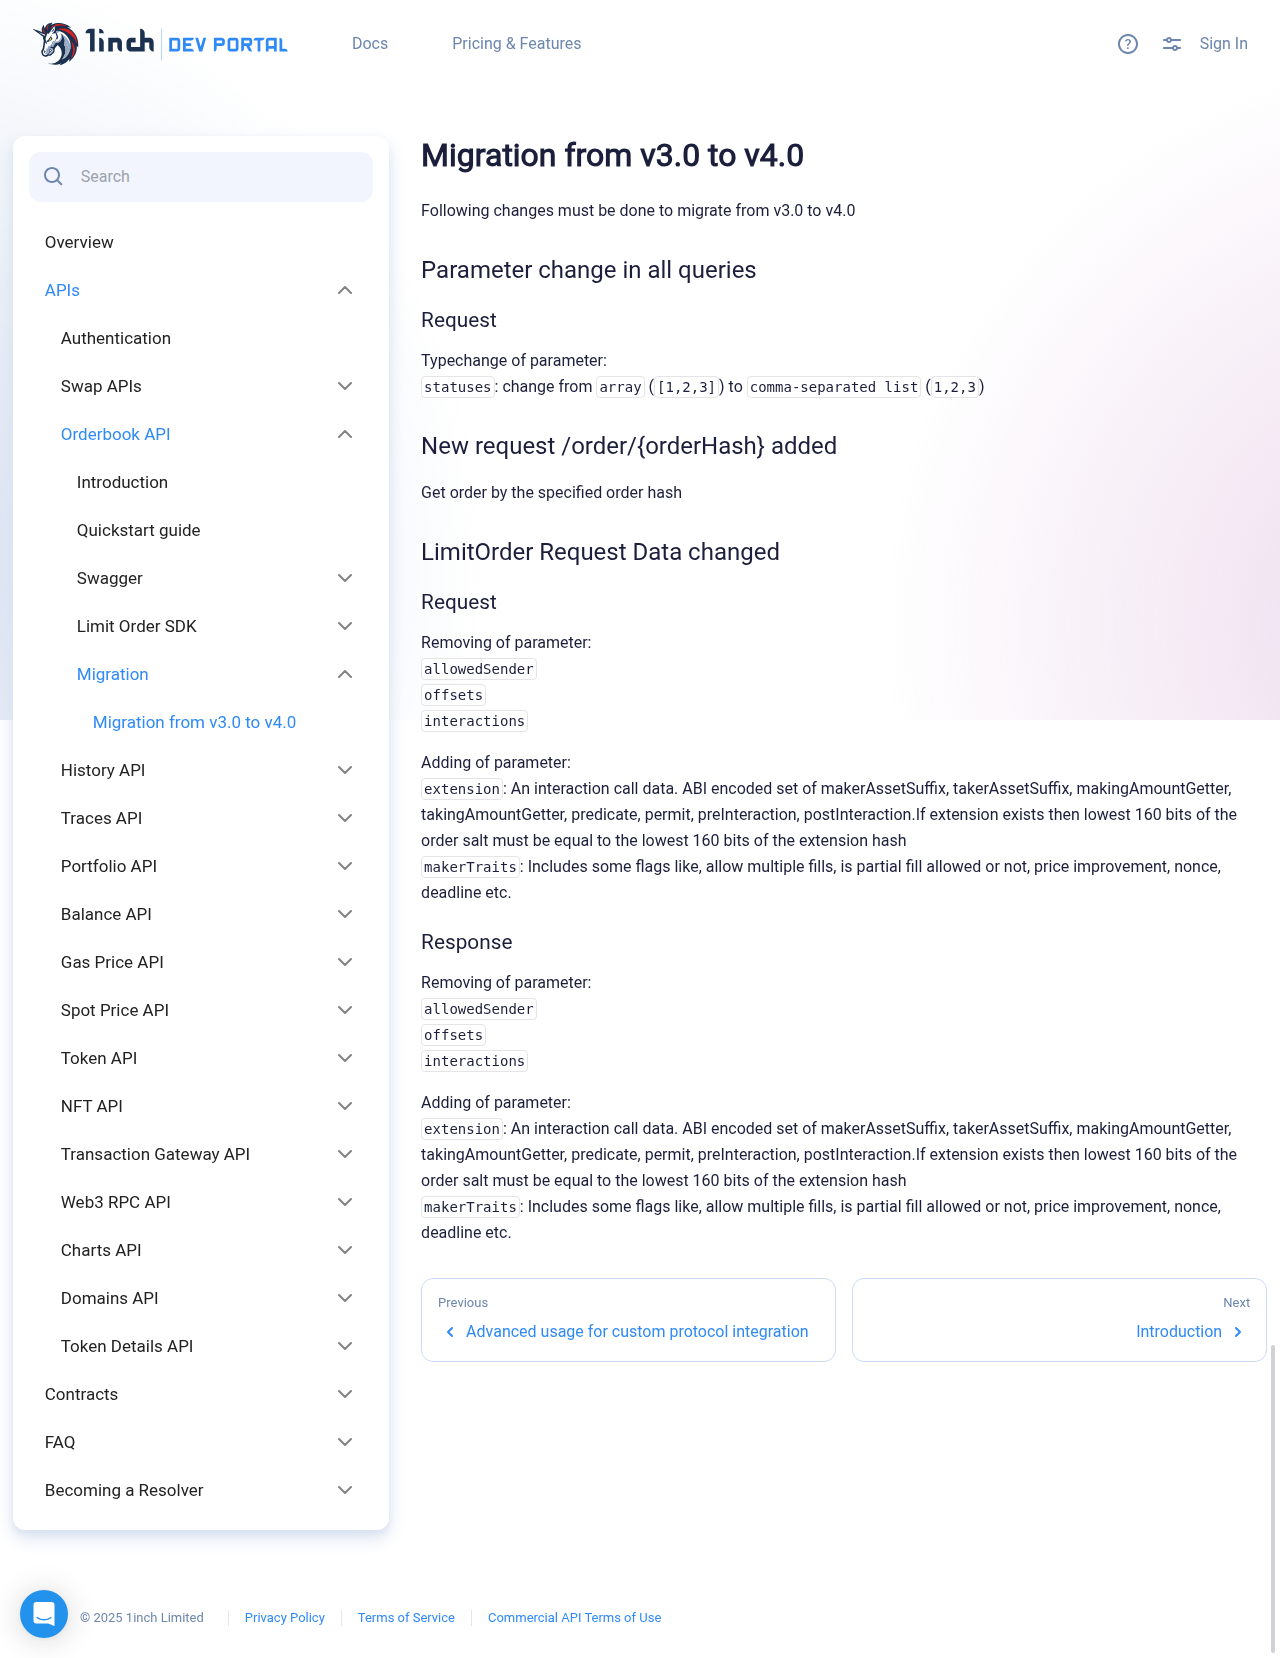 1inch DEV PORTAL
Docs
Pricing & Features
Sign In
Search
Overview
APIs
Authentication
Swap APIs
Orderbook API
Introduction
Quickstart guide
Swagger
Limit Order SDK
Migration
Migration from v3.0 to v4.0
History API
Traces API
Portfolio API
Balance API
Gas Price API
Spot Price API
Token API
NFT API
Transaction Gateway API
Web3 RPC API
Charts API
Domains API
Token Details API
Contracts
FAQ
Becoming a Resolver
Migration from v3.0 to v4.0
Following changes must be done to migrate from v3.0 to v4.0
Parameter change in all queries
Request
Typechange of parameter:
statuses: change from array ([1,2,3]) to comma-separated list (1,2,3)
New request /order/{orderHash} added
Get order by the specified order hash
LimitOrder Request Data changed
Request
Removing of parameter:
allowedSender
offsets
interactions
Adding of parameter:
extension: An interaction call data. ABI encoded set of makerAssetSuffix, takerAssetSuffix, makingAmountGetter,
takingAmountGetter, predicate, permit, preInteraction, postInteraction.If extension exists then lowest 160 bits of the
order salt must be equal to the lowest 160 bits of the extension hash
makerTraits: Includes some flags like, allow multiple fills, is partial fill allowed or not, price improvement, nonce,
deadline etc.
Response
Removing of parameter:
allowedSender
offsets
interactions
Adding of parameter:
extension: An interaction call data. ABI encoded set of makerAssetSuffix, takerAssetSuffix, makingAmountGetter,
takingAmountGetter, predicate, permit, preInteraction, postInteraction.If extension exists then lowest 160 bits of the
order salt must be equal to the lowest 160 bits of the extension hash
makerTraits: Includes some flags like, allow multiple fills, is partial fill allowed or not, price improvement, nonce,
deadline etc.
Previous
Advanced usage for custom protocol integration
Next
Introduction
© 2025 1inch Limited
Privacy Policy
Terms of Service
Commercial API Terms of Use